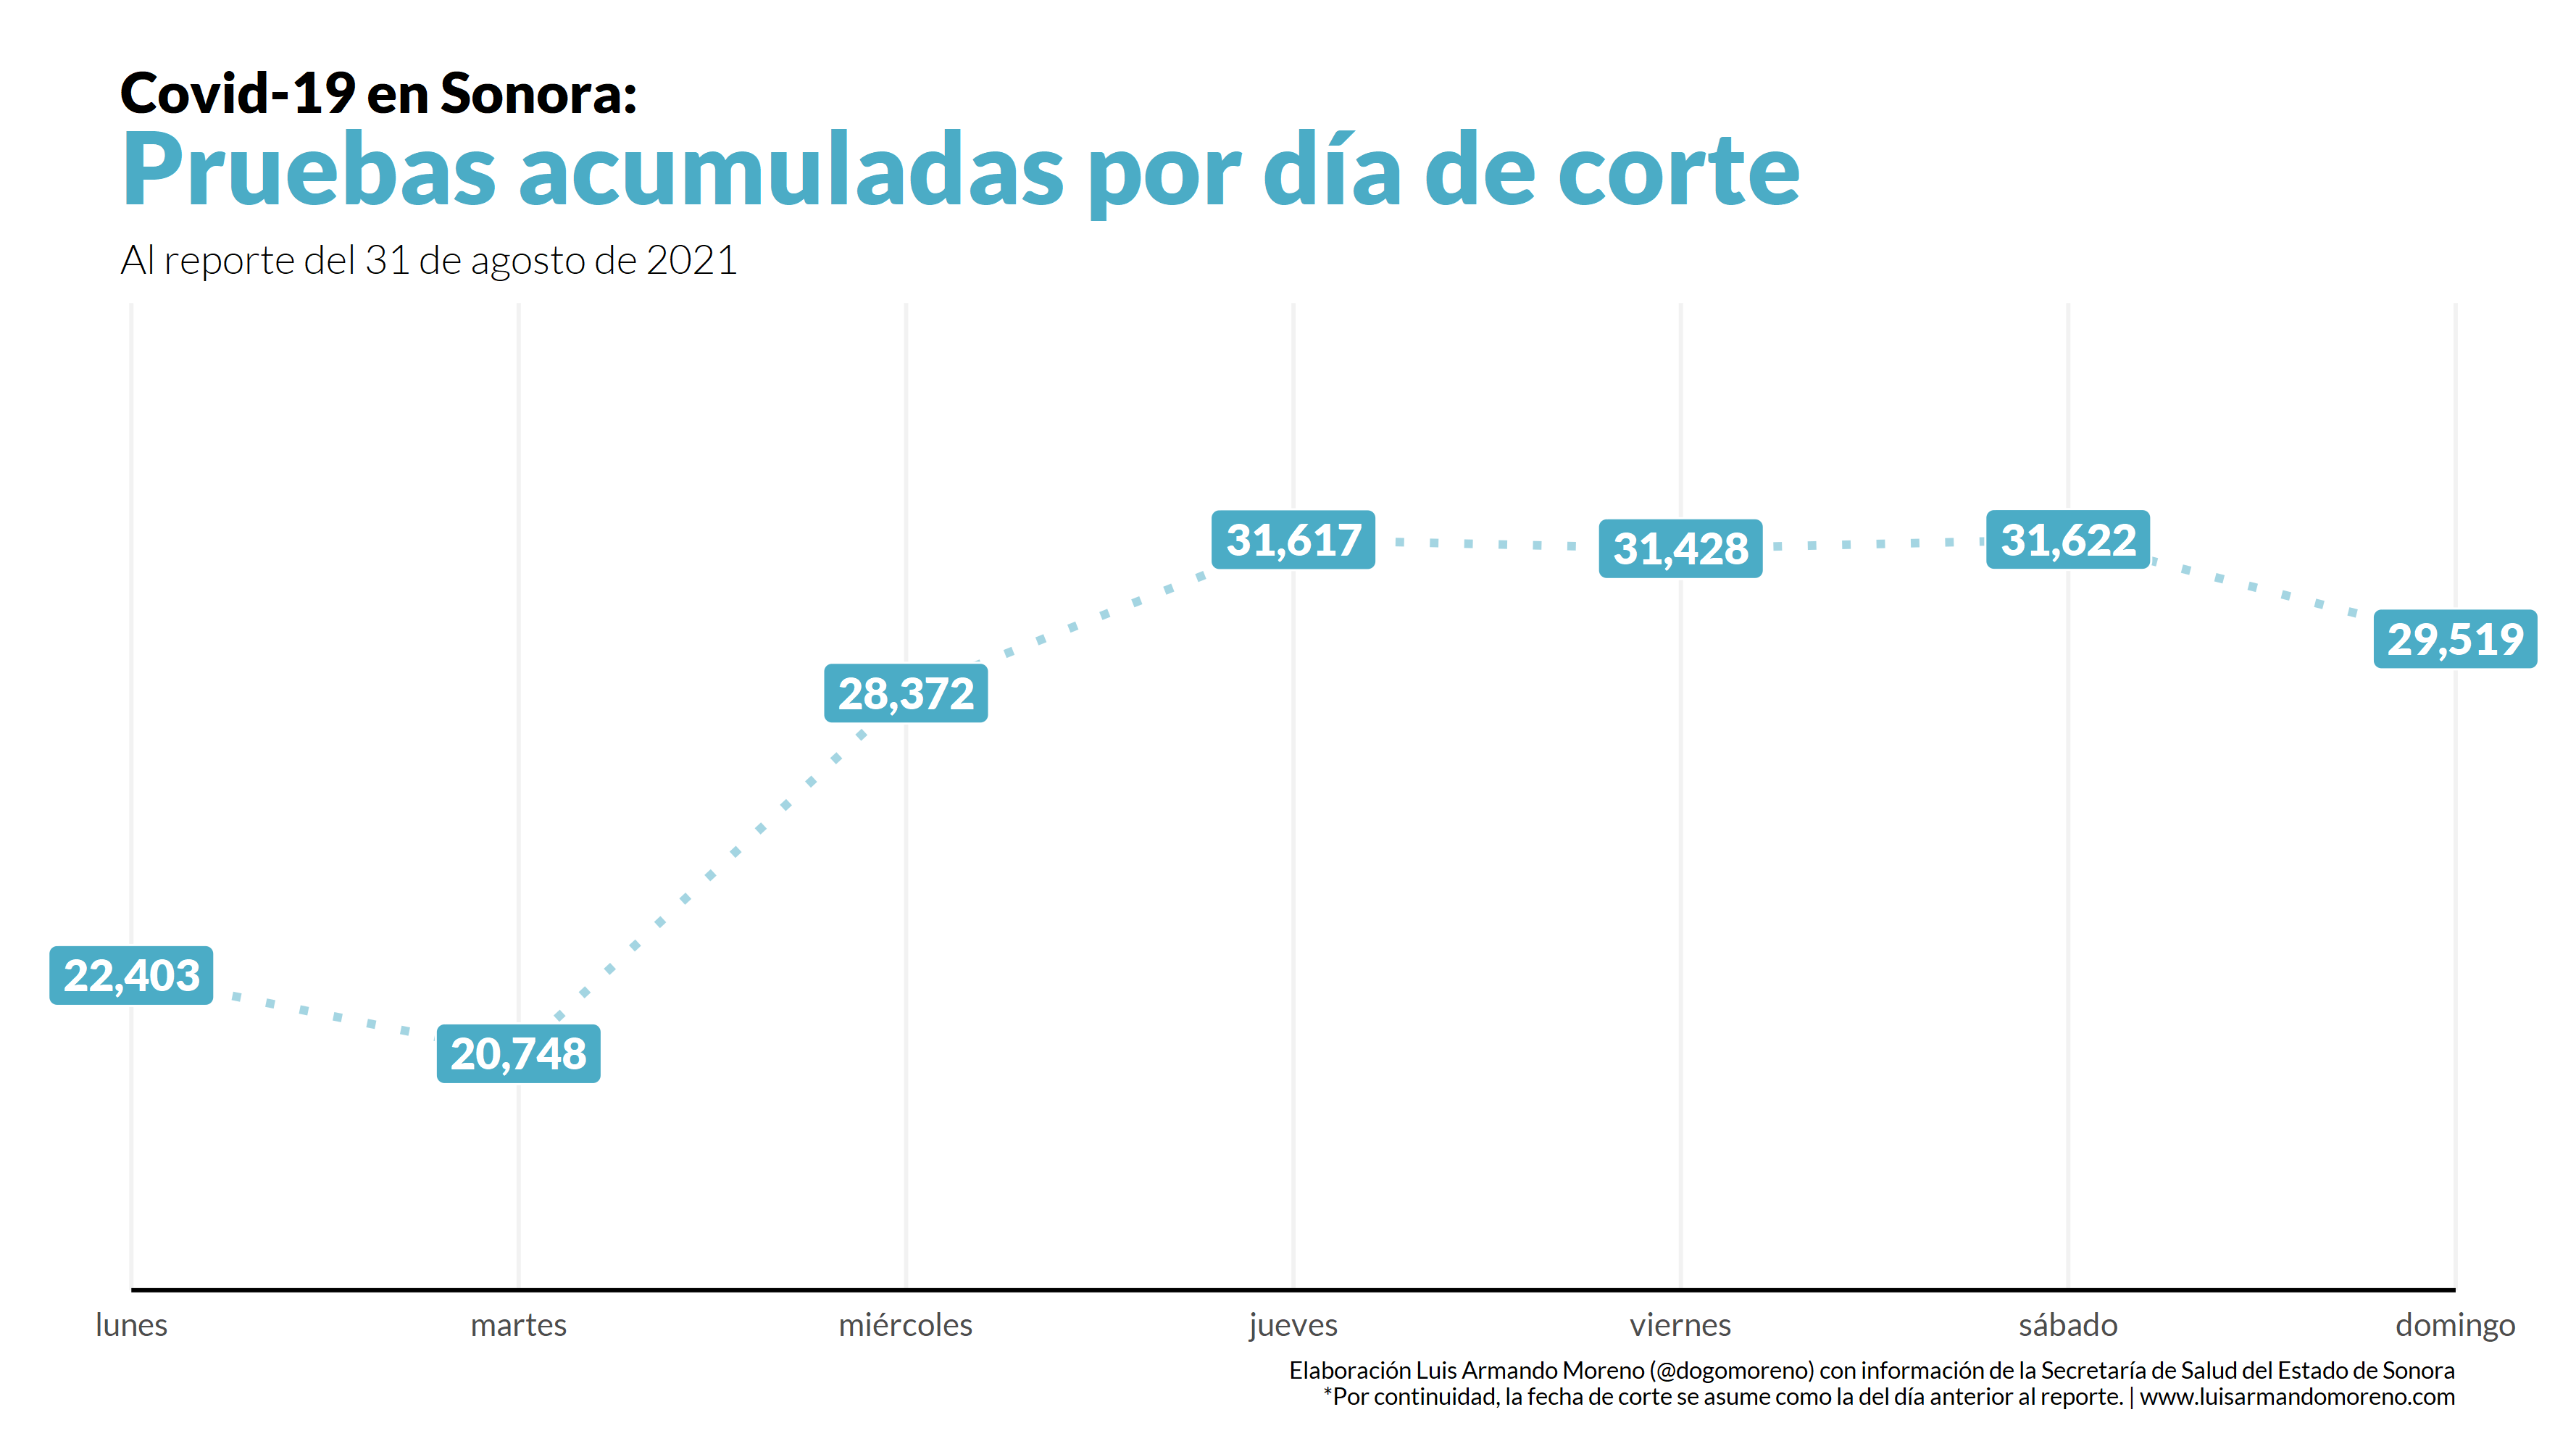 Covid-19 en Sonora:
Pruebas acumuladas por día de corte
Al reporte del 31 de agosto de 2021
31,617
31,428
31,622
29,519
28,372
22,403
20,748
lunes
martes
miércoles
jueves
viernes
sábado
domingo
Elaboración Luis Armando Moreno (@dogomoreno) con información de la Secretaría de Salud del Estado de Sonora
*Por continuidad, la fecha de corte se asume como la del día anterior al reporte. | www.luisarmandomoreno.com